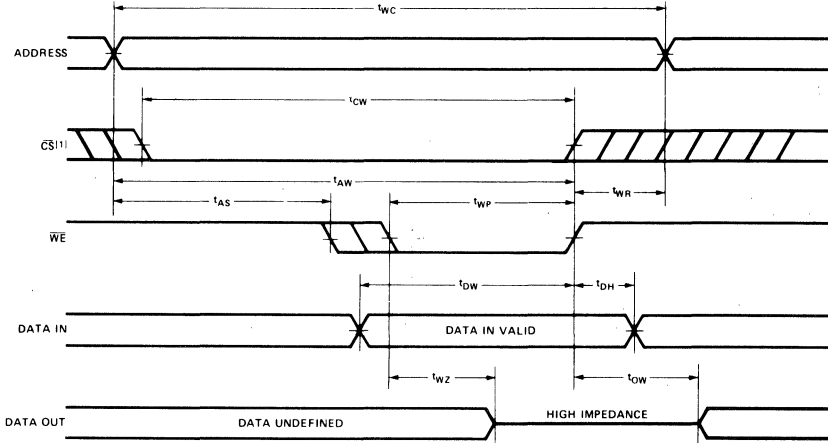 tWC
ADDRESS
tCW
CS[1]
tAW
tAS
tWP
tWR
WE
tDW
tDH
DATA IN
DATA IN VALID
tWZ
tOW
DATA OUT
DATA UNDEFINED
HIGH IMPEDANCE